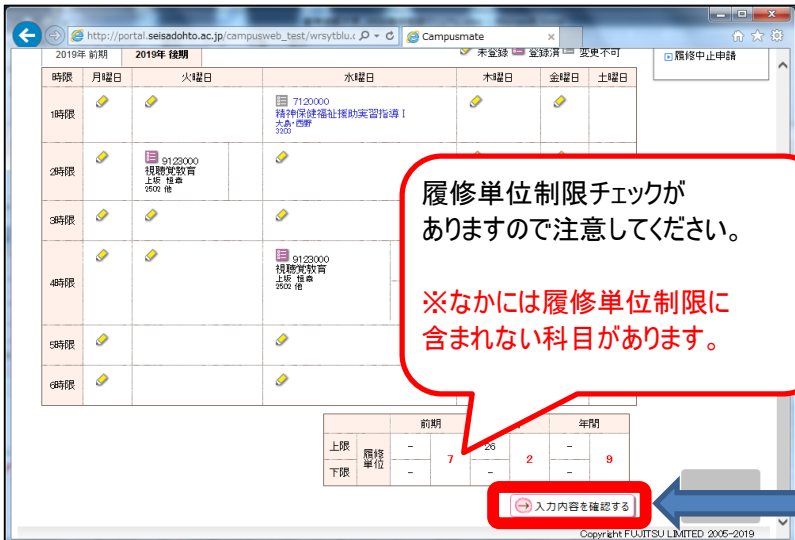 http://portal.seisadohto.ac.jp/campusweb_test/wrsytblu.c
Campusmate
2019年 前期
2019年 後期
未登録
登録済
変更不可
履修中止申請
時限 月曜日 火曜日 水曜日 木曜日 金曜日 土曜日
1時限
7120000
精神保健福祉援助実習指導 I
大島・西野
3203
2時限
9123000
視聴覚教育
上坂 恒章
2502 他
3時限
4時限
9123000
視聴覚教育
上坂 恒章
2502 他
5時限
6時限
履修単位制限チェックが
ありますので注意してください。
※なかには履修単位制限に
含まれない科目があります。
前期 年間
上限 履修単位 - 7 26 2 - 9
下限 - - -
入力内容を確認する
Copyright FUJITSU LIMITED 2005-2019